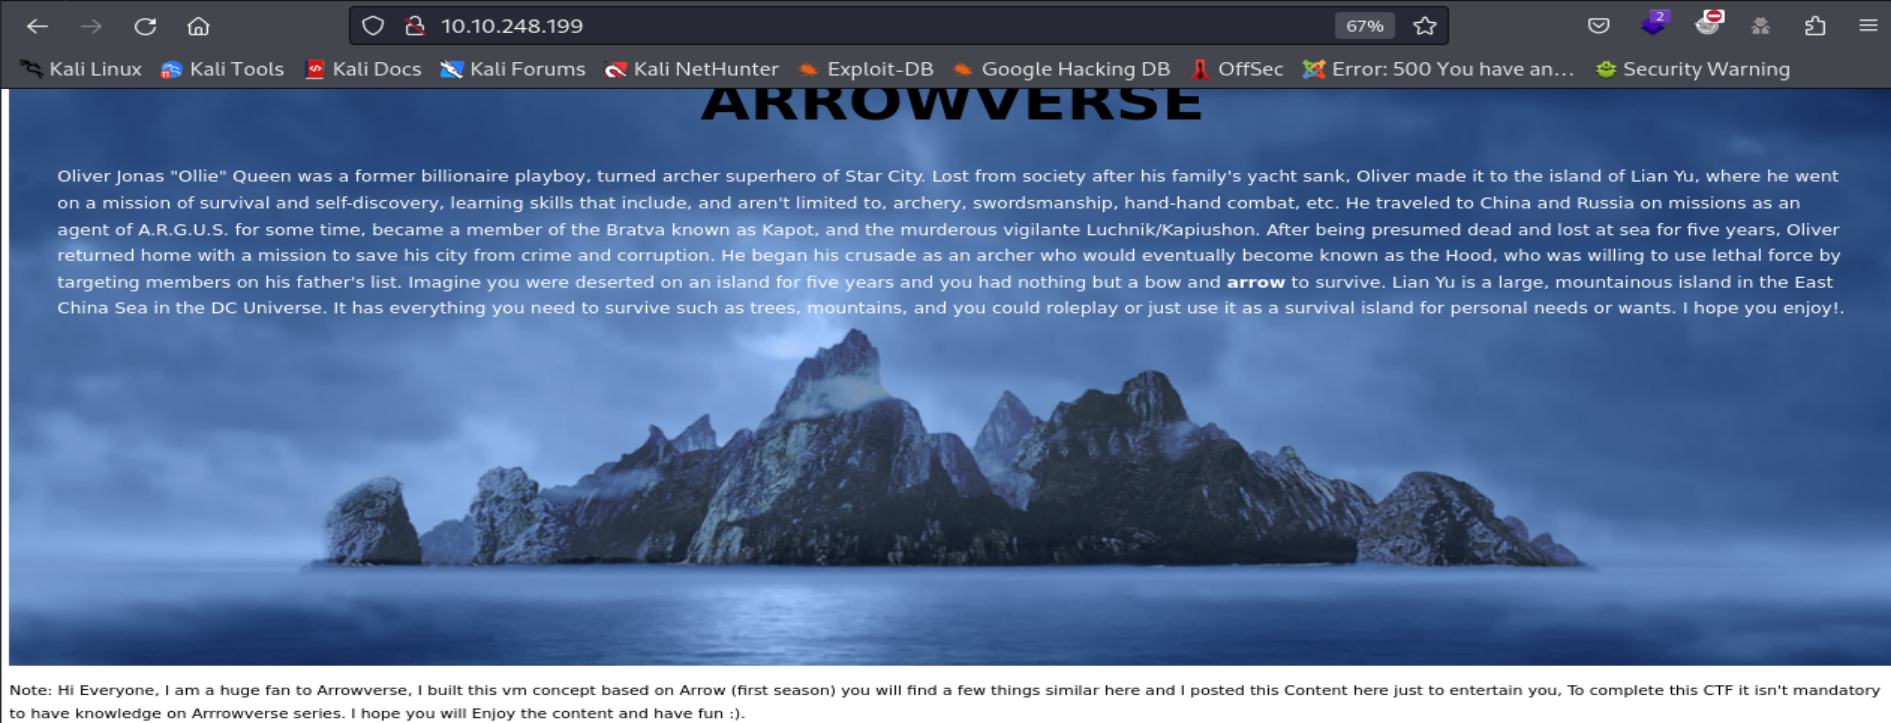 10.10.248.199
67%
2
Kali Linux
Kali Tools
Kali Docs
Kali Forums
Kali NetHunter
Exploit-DB
Google Hacking DB
OffSec
Error: 500 You have an...
Security Warning
ARROWVERSE
Oliver Jonas "Ollie" Queen was a former billionaire playboy, turned archer superhero of Star City. Lost from society after his family's yacht sank, Oliver made it to the island of Lian Yu, where he went
on a mission of survival and self-discovery, learning skills that include, and aren't limited to, archery, swordsmanship, hand-hand combat, etc. He traveled to China and Russia on missions as an
agent of A.R.G.U.S. for some time, became a member of the Bratva known as Kapot, and the murderous vigilante Luchnik/Kapiushon. After being presumed dead and lost at sea for five years, Oliver
returned home with a mission to save his city from crime and corruption. He began his crusade as an archer who would eventually become known as the Hood, who was willing to use lethal force by
targeting members on his father's list. Imagine you were deserted on an island for five years and you had nothing but a bow and arrow to survive. Lian Yu is a large, mountainous island in the East
China Sea in the DC Universe. It has everything you need to survive such as trees, mountains, and you could roleplay or just use it as a survival island for personal needs or wants. I hope you enjoy!.
Note: Hi Everyone, I am a huge fan to Arrowverse, I built this vm concept based on Arrow (first season) you will find a few things similar here and I posted this Content here just to entertain you, To complete this CTF it isn't mandatory
to have knowledge on Arrrowverse series. I hope you will Enjoy the content and have fun :).